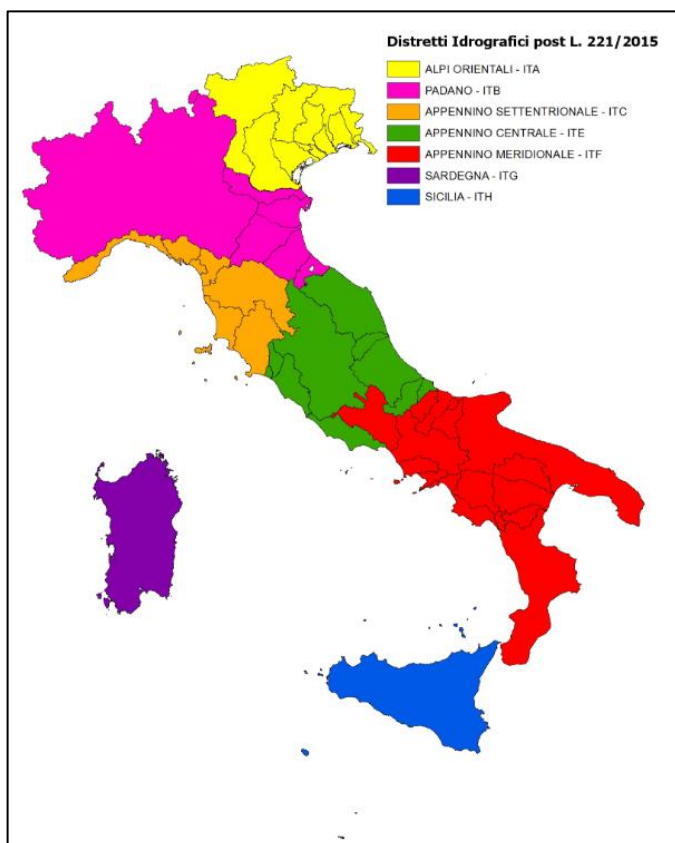 Distretti Idrografici post L. 221/2015
ALPI ORIENTALI - ITA
PADANO - ITB
APPENNINO SETTENTRIONALE - ITC
APPENNINO CENTRALE - ITE
APPENNINO MERIDIONALE - ITF
SARDEGNA - ITG
SICILIA - ITH